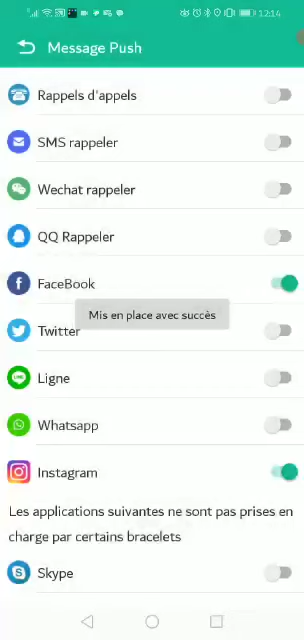 12:14
Message Push
Rappels d'appels
SMS rappeler
Wechat rappeler
QQ Rappeler
FaceBook
Mis en place avec succès
Twitter
Ligne
Whatsapp
Instagram
Les applications suivantes ne sont pas prises en
charge par certains bracelets
Skype